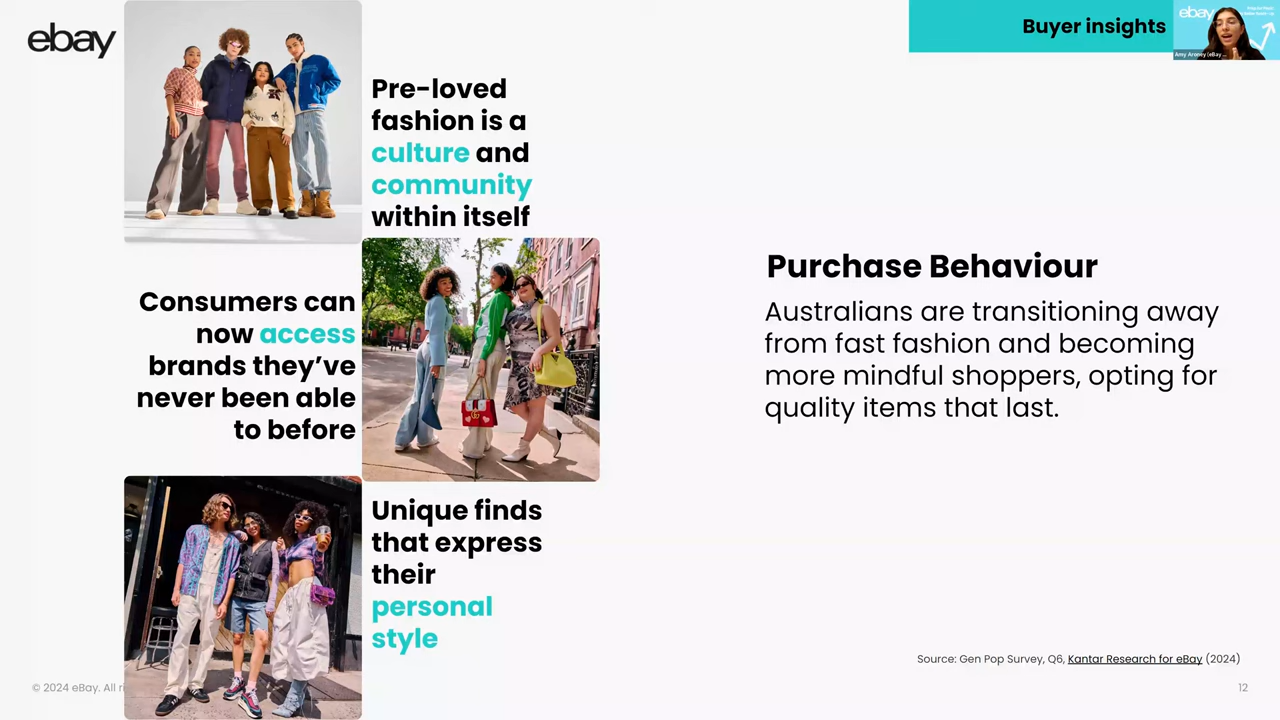 ebay
Buyer insights
ebay
Pre-loved
fashion is a
culture and
community
within itself
Consumers can
now access
brands they've
never been able
to before
Unique finds
that express
their
personal
style
Purchase Behaviour
Australians are transitioning away
from fast fashion and becoming
more mindful shoppers, opting for
quality items that last.
Source: Gen Pop Survey, Q6, Kantar Research for eBay (2024)
© 2024 eBay. All
12